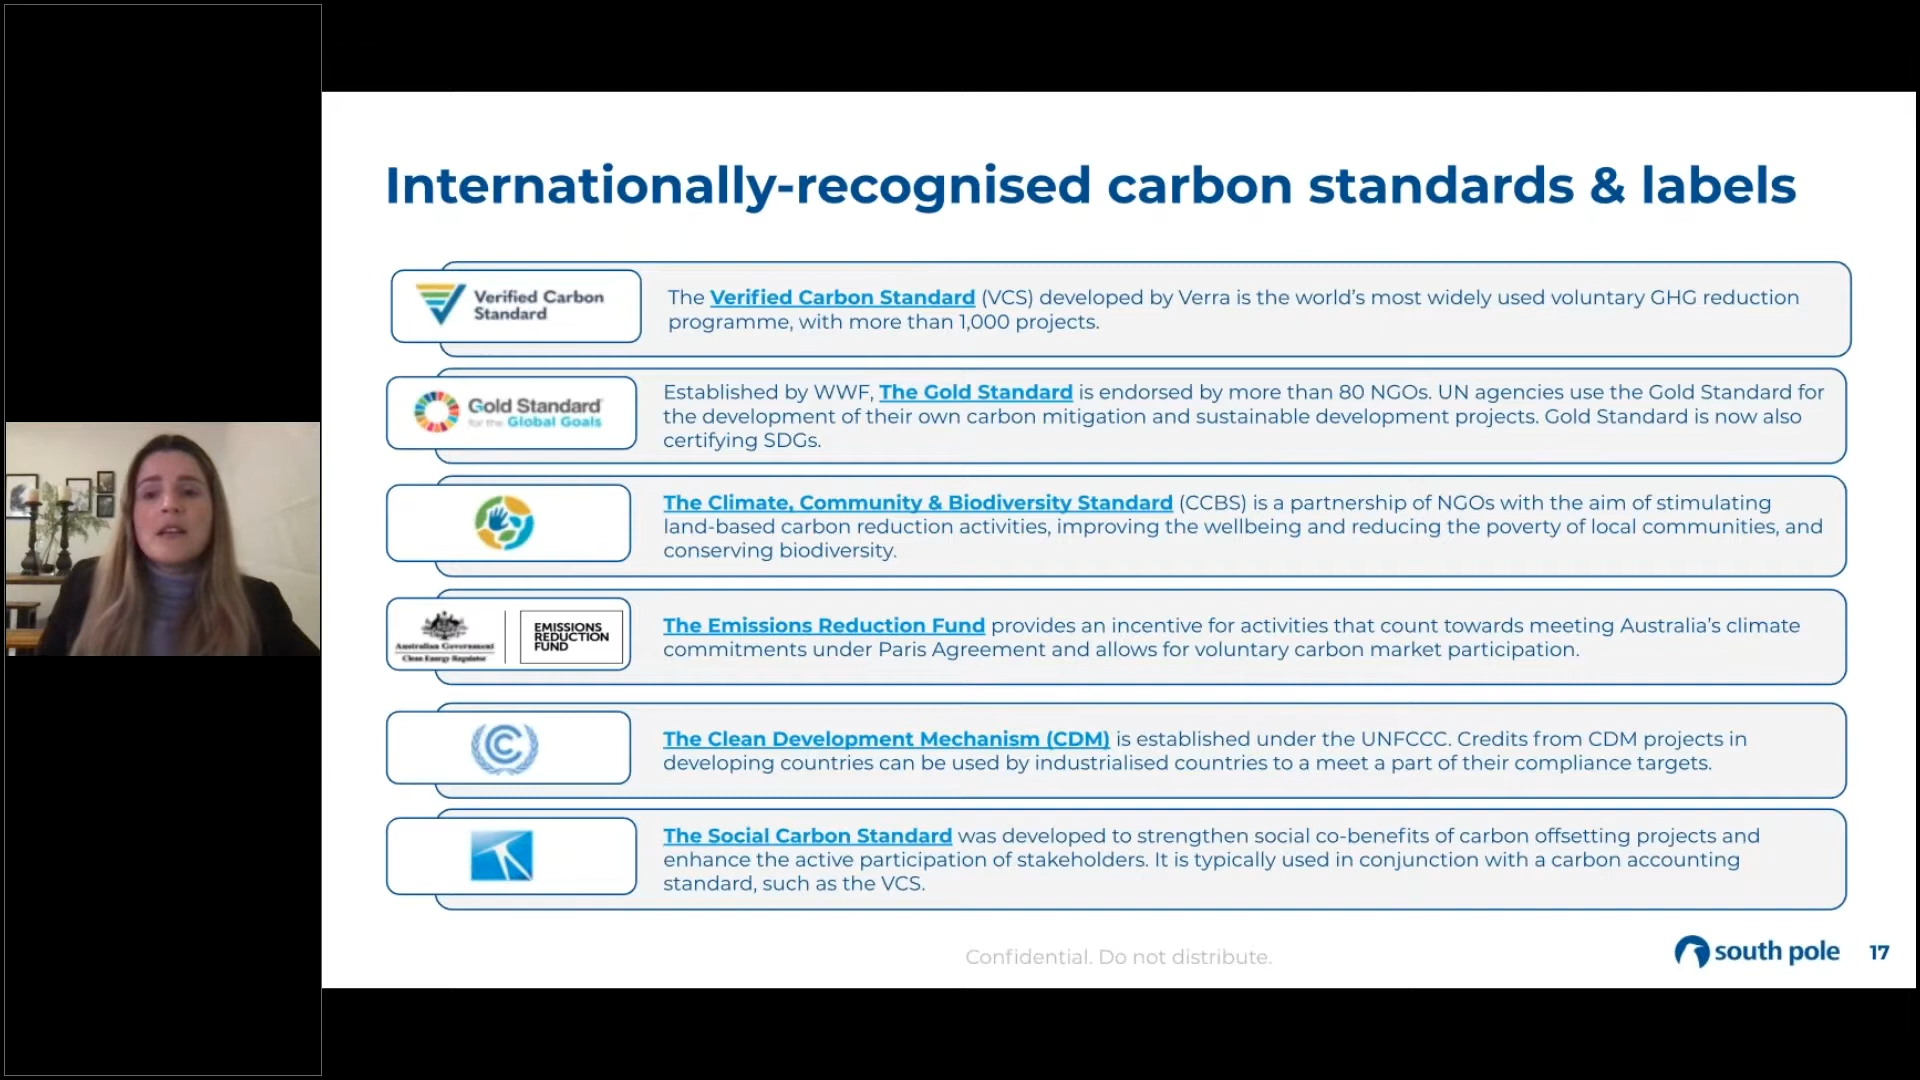 Internationally-recognised carbon standards & labels
Verified Carbon
Standard
The Verified Carbon Standard (VCS) developed by Verra is the world's most widely used voluntary GHG reduction
programme, with more than 1,000 projects.
Gold Standard
for the Global Goals
Established by WWF, The Gold Standard is endorsed by more than 80 NGOs. UN agencies use the Gold Standard for
the development of their own carbon mitigation and sustainable development projects. Gold Standard is now also
certifying SDGs.
The Climate, Community & Biodiversity Standard (CCBS) is a partnership of NGOs with the aim of stimulating
land-based carbon reduction activities, improving the wellbeing and reducing the poverty of local communities, and
conserving biodiversity.
Australian Government
Clean Energy Regulator
EMISSIONS
REDUCTION
FUND
The Emissions Reduction Fund provides an incentive for activities that count towards meeting Australia's climate
commitments under Paris Agreement and allows for voluntary carbon market participation.
The Clean Development Mechanism (CDM) is established under the UNFCCC. Credits from CDM projects in
developing countries can be used by industrialised countries to a meet a part of their compliance targets.
The Social Carbon Standard was developed to strengthen social co-benefits of carbon offsetting projects and
enhance the active participation of stakeholders. It is typically used in conjunction with a carbon accounting
standard, such as the VCS.
Confidential. Do not distribute.
south pole
17